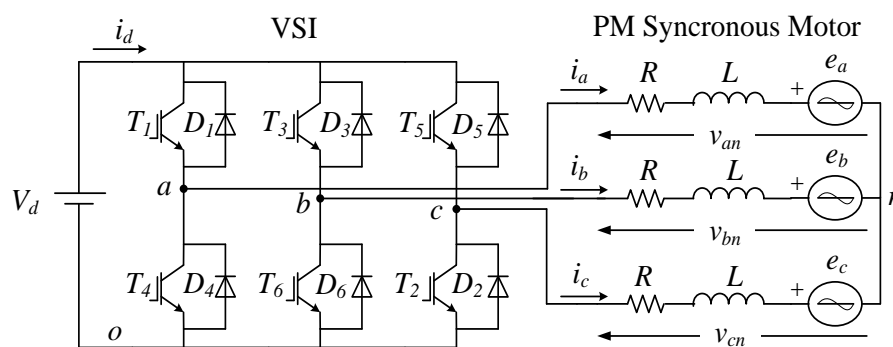 VSI
PM Syncronous Motor
i_d
i_a
R
L
+
e_a
T_1
D_1
T_3
D_3
T_5
D_5
v_an
a
i_b
R
L
+
e_b
V_d
b
c
v_bn
T_4
D_4
T_6
D_6
T_2
D_2
i_c
R
L
+
e_c
o
v_cn